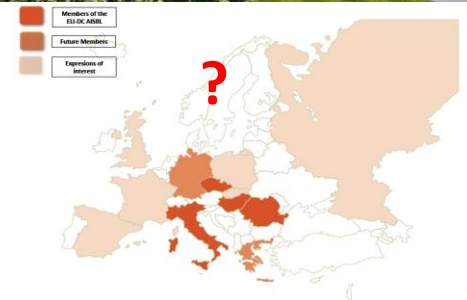 Members of the
ELI-DC AISBL
Future Members
Expresions of
interest
?